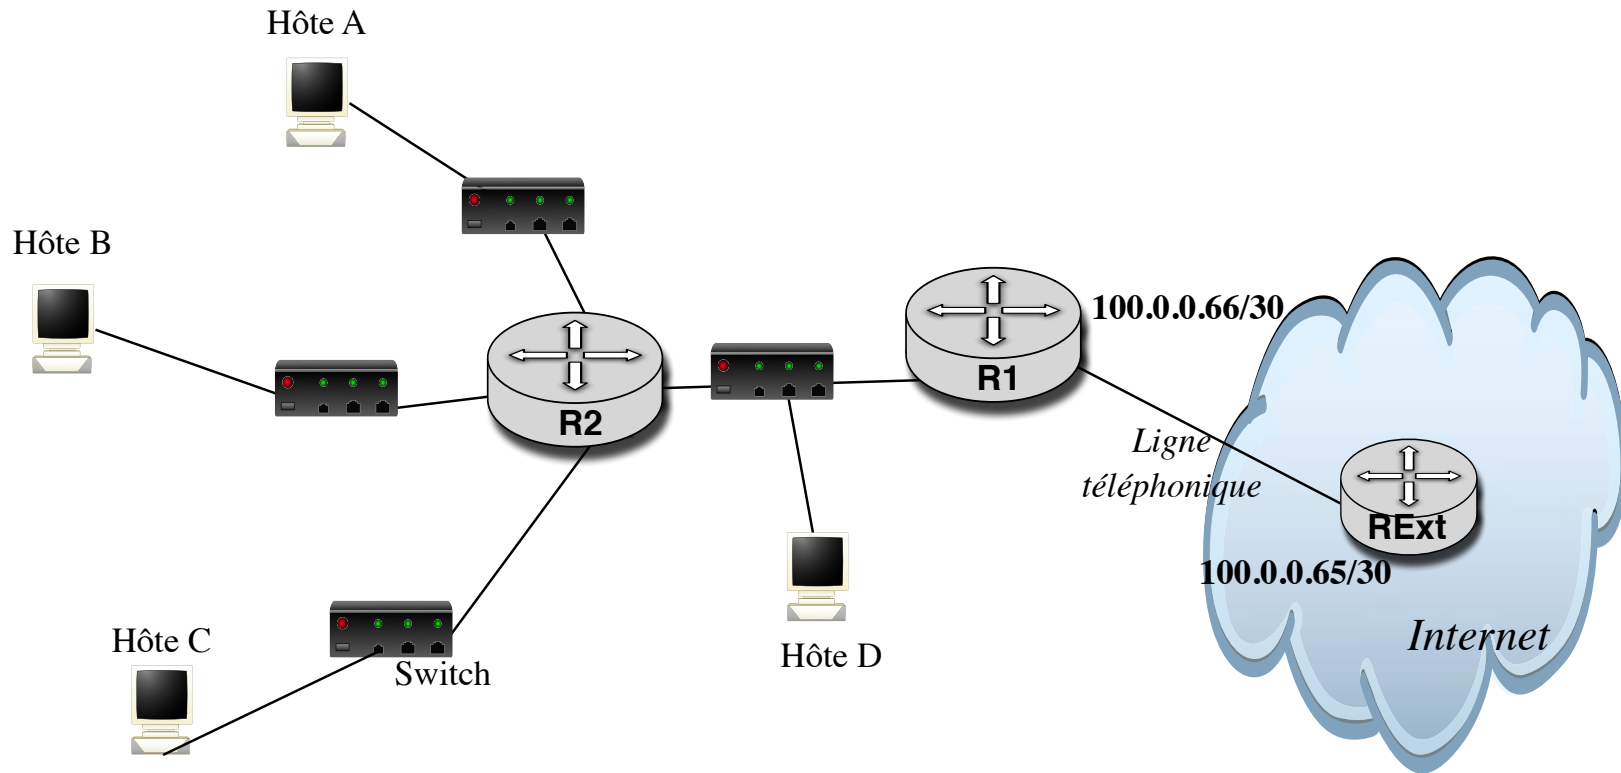 Hôte A
Hôte B
100.0.0.66/30
R1
R2
Ligne
téléphonique
RExt
100.0.0.65/30
Hôte C
Switch
Hôte D
Internet